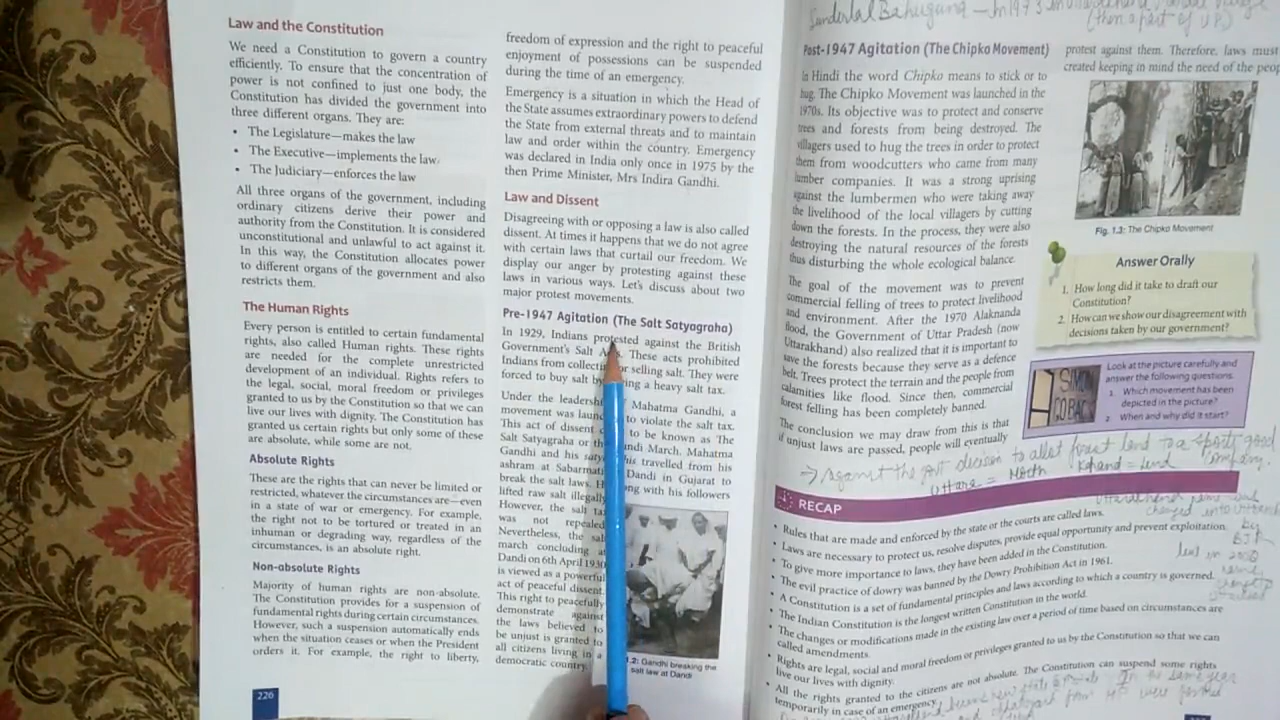 Law and the Constitution
We need a Constitution to govern a country
efficiently. To ensure that the concentration of
power is not confined to just one body, the
Constitution has divided the government into
three different organs. They are:
• The Legislature—makes the law
• The Executive—implements the law
• The Judiciary—enforces the law
All three organs of the government, including
ordinary citizens derive their power and
authority from the Constitution. It is considered
unconstitutional and unlawful to act against it.
In this way, the Constitution allocates power
to different organs of the government and also
restricts them.
The Human Rights
Every person is entitled to certain fundamental
rights, also called Human rights. These rights
are needed for the complete unrestricted
development of an individual. Rights refer to
the legal, social, moral freedom or privileges
granted to us by the Constitution so that we can
live our lives with dignity. The Constitution has
granted us certain rights but only some of these
are absolute, while some are not.
Absolute Rights
These are the rights that can never be limited or
restricted, whatever the circumstances are—even
in a state of war or emergency. For example,
the right not to be tortured or treated in an
inhuman or degrading way, regardless of the
circumstances, is an absolute right.
Non-absolute Rights
Majority of human rights are non-absolute.
The Constitution provides for a suspension of
fundamental rights during certain circumstances.
However, such a suspension automatically ends
when the situation ceases or when the President
orders it. For example, the right to liberty,
226
freedom of expression and the right to peaceful
enjoyment of possessions can be suspended
during the time of an emergency.
Emergency is a situation in which the Head of
the State assumes extraordinary powers to defend
the State from external threats and to maintain
law and order within the country. Emergency
was declared in India only once in 1975 by the
then Prime Minister, Mrs Indira Gandhi.
Law and Dissent
Disagreeing with or opposing a law is also called
dissent. At times it happens that we do not agree
with certain laws that curtail our freedom. We
display our anger by protesting against these
laws in various ways. Let's discuss about two
major protest movements.
Pre-1947 Agitation (The Salt Satyagraha)
In 1929, Indians protested against the British
Government's Salt These acts prohibited
Indians from or selling salt. They were
forced to buy salt by a heavy salt tax.
Under the Mahatma Gandhi, a
movement was to violate the salt tax.
This act of dissent to be known as The
Salt Satyagraha or March. Mahatma
Gandhi and his travelled from his
ashram at Dandi in Gujarat to
break the salt laws. with his followers
lifted raw salt illegally
However, the salt
was not repealed
Nevertheless, the
march concluding
Dandi on 6th April 1930
is viewed as a powerful
act of peaceful dissent.
This right to peacefully
demonstrate against
the laws believed to
be unjust is granted to
all citizens living in a
democratic country.
1.2: Gandhi breaking the
salt law at Dandi
Sunderlal Bahuguna — In 1973 in
(then a part of UP)
Post-1947 Agitation (The Chipko Movement)
In Hindi the word Chipko means to stick or to
hug. The Chipko Movement was launched in the
1970s. Its objective was to protect and conserve
trees and forests from being destroyed. The
villagers used to hug the trees in order to protect
them from woodcutters who came from many
lumber companies. It was a strong uprising
against the lumbermen who were taking away
the livelihood of the local villagers by cutting
down the forests. In the process, they were also
destroying the natural resources of the forests
thus disturbing the whole ecological balance.
The goal of the movement was to prevent
commercial felling of trees to protect livelihood
and environment. After the 1970 Alaknanda
flood, the Government of Uttar Pradesh (now
Uttarakhand) also realized that it is important to
save the forests because they serve as a defence
belt. Trees protect the terrain and the people from
calamities like flood. Since then, commercial
forest felling has been completely banned.
The conclusion we may draw from this is that
if unjust laws are passed, people will eventually
protest against them. Therefore, laws must
created keeping in mind the need of the
Fig. 1.3: The Chipko Movement
Answer Orally
1. How long did it take to draft our
Constitution?
2. How can we show our disagreement with
decisions taken by our government?
SIMON
GO BAC
Look at the picture carefully and
answer the following questions.
1. Which movement has been
depicted in the picture?
2. When and why did it start?
→ Against the govt decision to allot forest land to a sports good
company.
Uttara = North Khand = land
RECAP
• Rules that are made and enforced by the state or the courts are called laws.
• Laws are necessary to protect us, resolve disputes, provide equal opportunity and prevent exploitation.
• To give more importance to laws, they have been added in the Constitution.
• The evil practice of dowry was banned by the Dowry Prohibition Act in 1961.
• A Constitution is a set of fundamental principles and laws according to which a country is governed.
• The Indian Constitution is the longest written Constitution in the world.
• The changes or modifications made in the existing law over a period of time based on circumstances are
called amendments.
• Rights are legal, social and moral freedom or privileges granted to us by the Constitution so that we can
live our lives with dignity.
• All the rights granted to the citizens are not absolute. The Constitution can suspend some rights
temporarily in case of an emergency.